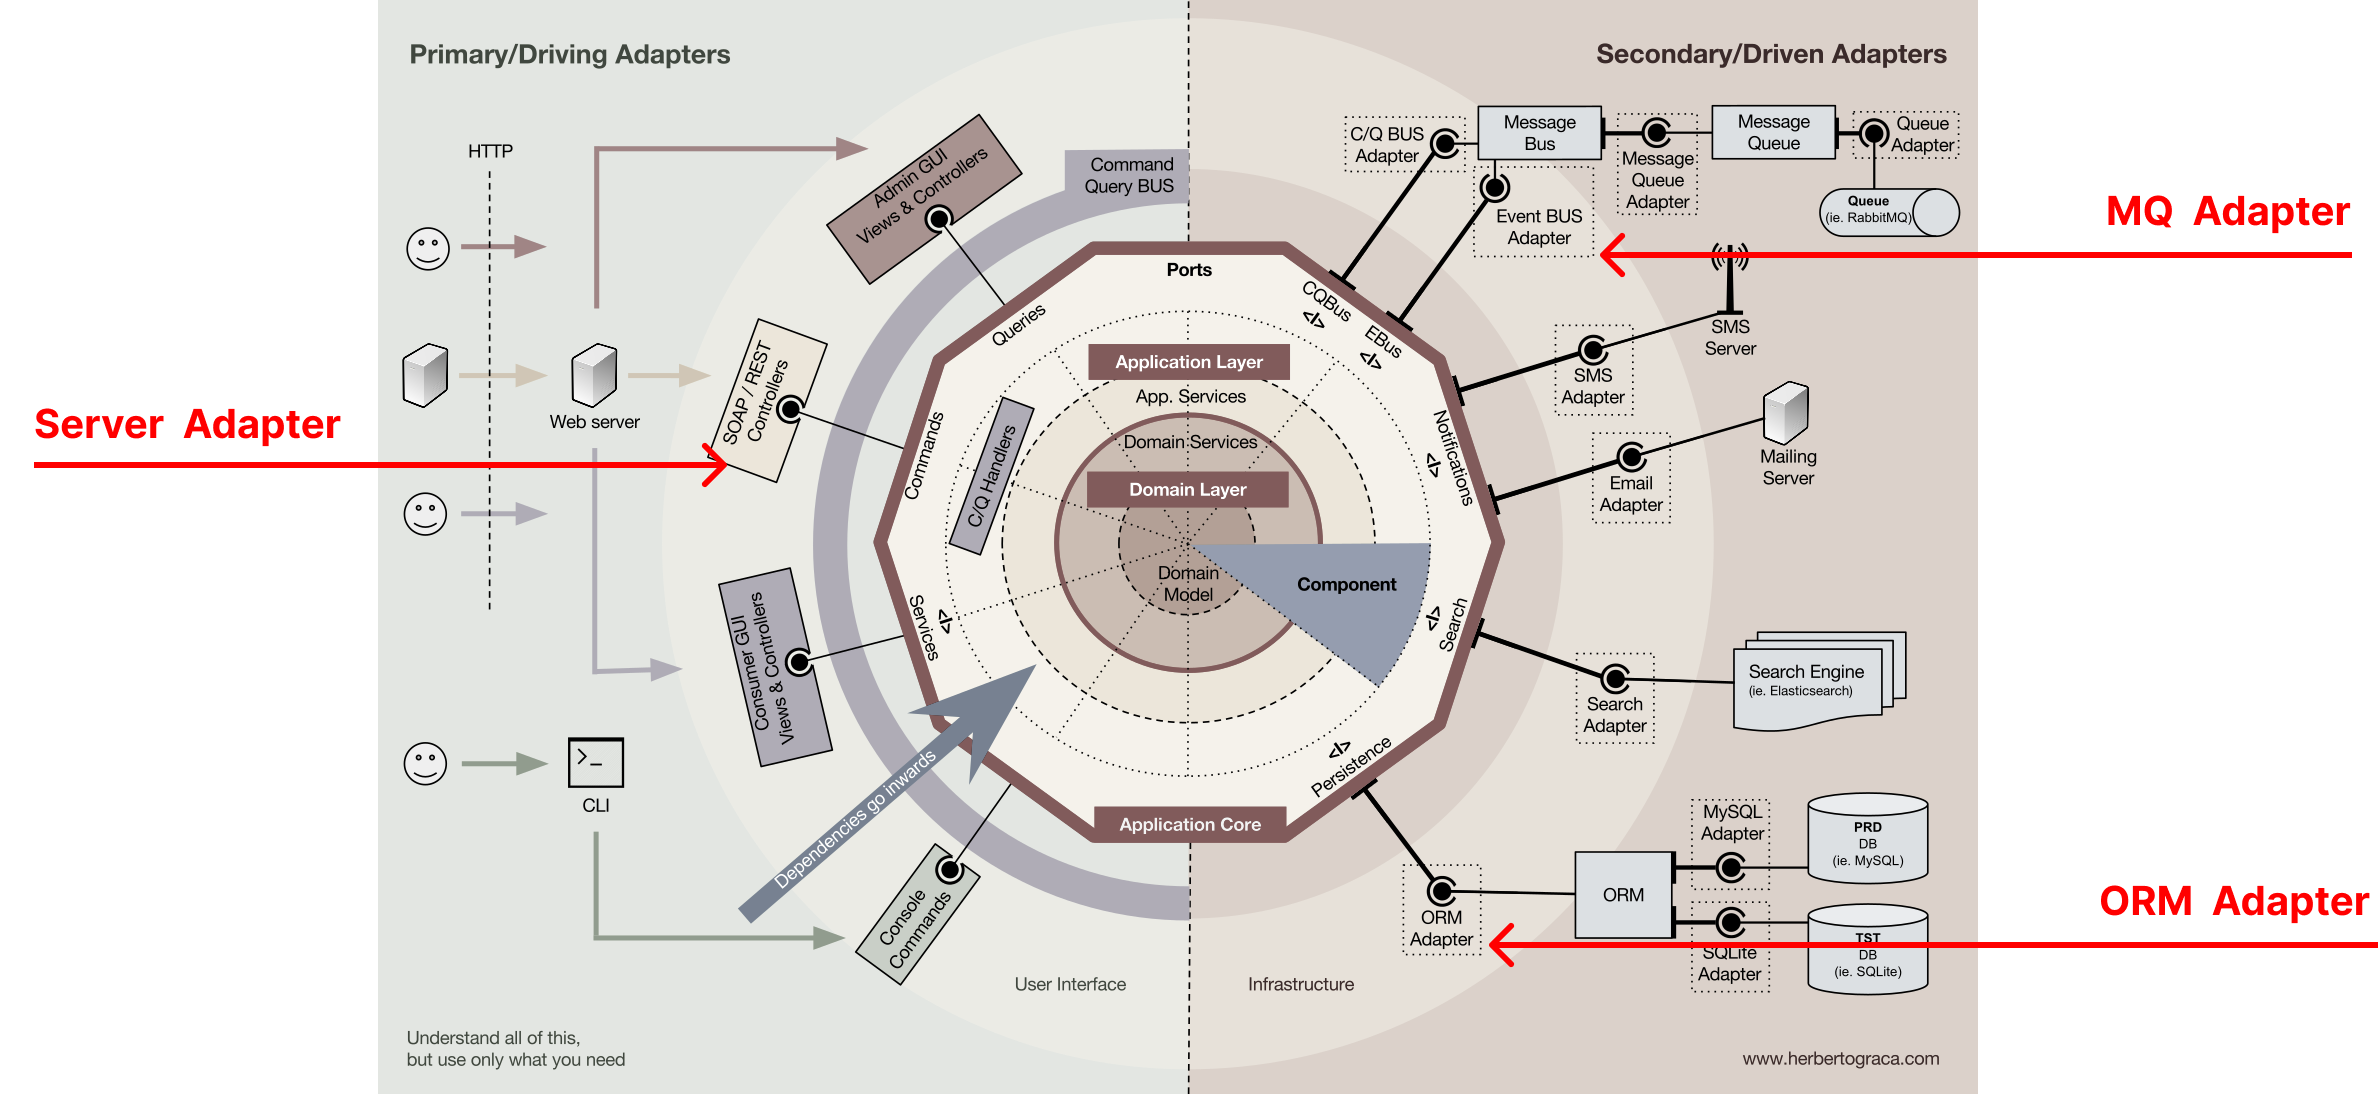 Primary/Driving Adapters
Secondary/Driven Adapters
HTTP
Admin GUI
Views & Controllers
Command
Query BUS
C/Q BUS
Adapter
Message
Bus
Message
Queue
Adapter
Message
Queue
Queue
Adapter
Queue
(ie. RabbitMQ)
Event BUS
Adapter
MQ Adapter
Ports
Queries
CQBus
</>
EBus
</>
SMS
Server
SMS
Adapter
Application Layer
App. Services
Domain Services
Domain Layer
Domain
Model
Component
Web server
SOAP / REST
Controllers
Server Adapter
Commands
C/Q Handlers
Notifications
</>
Mailing
Server
Email
Adapter
Services
</>
Consummer GUI
Views & Controllers
Search
</>
Search
Adapter
Search Engine
(ie. Elasticsearch)
Dependencies go inwards
CLI
Console
Commands
Persistence
</>
Application Core
MySQL
Adapter
PRD
DB
(ie. MySQL)
ORM
ORM
Adapter
ORM Adapter
SQLite
Adapter
TST
DB
(ie. SQLite)
User Interface
Infrastructure
Understand all of this,
but use only what you need
www.herbertograca.com